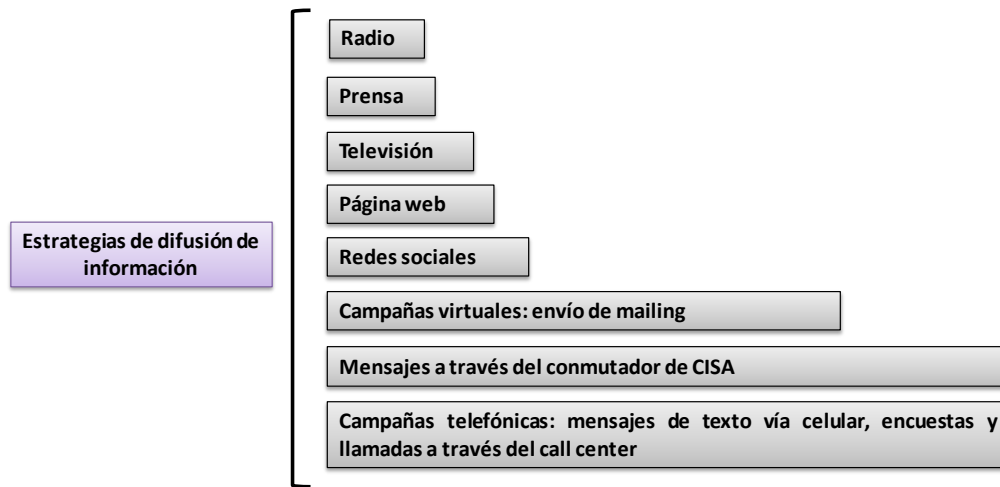 Radio
Prensa
Televisión
Página web
Estrategias de difusión de
información
Redes sociales
Campañas virtuales: envío de mailing
Mensajes a través del conmutador de CISA
Campañas telefónicas: mensajes de texto vía celular, encuestas y
llamadas a través del call center